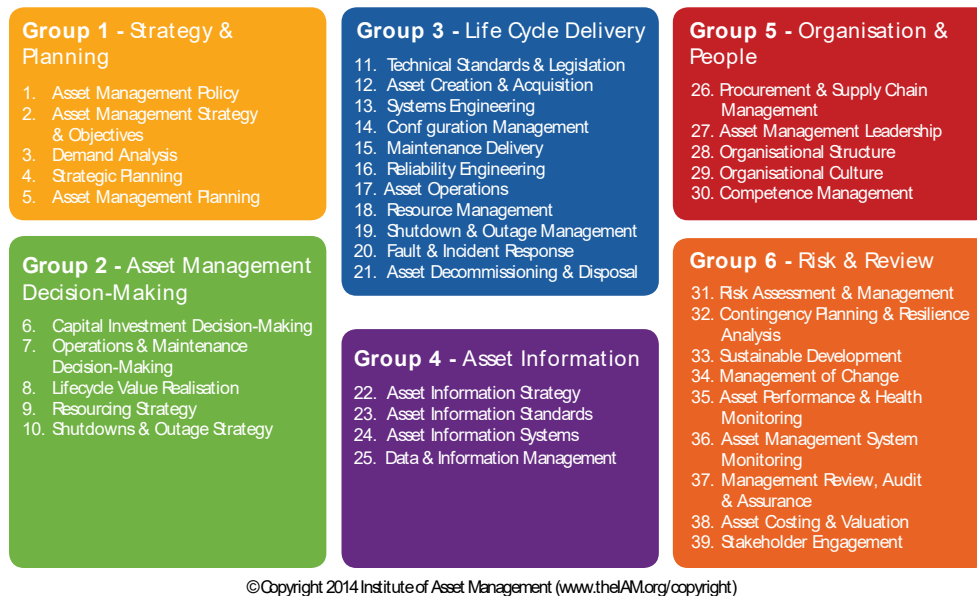 Group 1 - Strategy &
Planning
1. Asset Management Policy
2. Asset Management Strategy
& Objectives
3. Demand Analysis
4. Strategic Planning
5. Asset Management Planning
Group 2 - Asset Management
Decision-Making
6. Capital Investment Decision-Making
7. Operations & Maintenance
Decision-Making
8. Lifecycle Value Realisation
9. Resourcing Strategy
10. Shutdowns & Outage Strategy
Group 3 - Life Cycle Delivery
11. Technical Standards & Legislation
12. Asset Creation & Acquisition
13. Systems Engineering
14. Conf guration Management
15. Maintenance Delivery
16. Reliability Engineering
17. Asset Operations
18. Resource Management
19. Shutdown & Outage Management
20. Fault & Incident Response
21. Asset Decommissioning & Disposal
Group 4 - Asset Information
22. Asset Information Strategy
23. Asset Information Standards
24. Asset Information Systems
25. Data & Information Management
Group 5 - Organisation &
People
26. Procurement & Supply Chain
Management
27. Asset Management Leadership
28. Organisational Structure
29. Organisational Culture
30. Competence Management
Group 6 - Risk & Review
31. Risk Assessment & Management
32. Contingency Planning & Resilience
Analysis
33. Sustainable Development
34. Management of Change
35. Asset Performance & Health
Monitoring
36. Asset Management System
Monitoring
37. Management Review, Audit
& Assurance
38. Asset Costing & Valuation
39. Stakeholder Engagement
© Copyright 2014 Institute of Asset Management (www.theIAM.org/copyright)